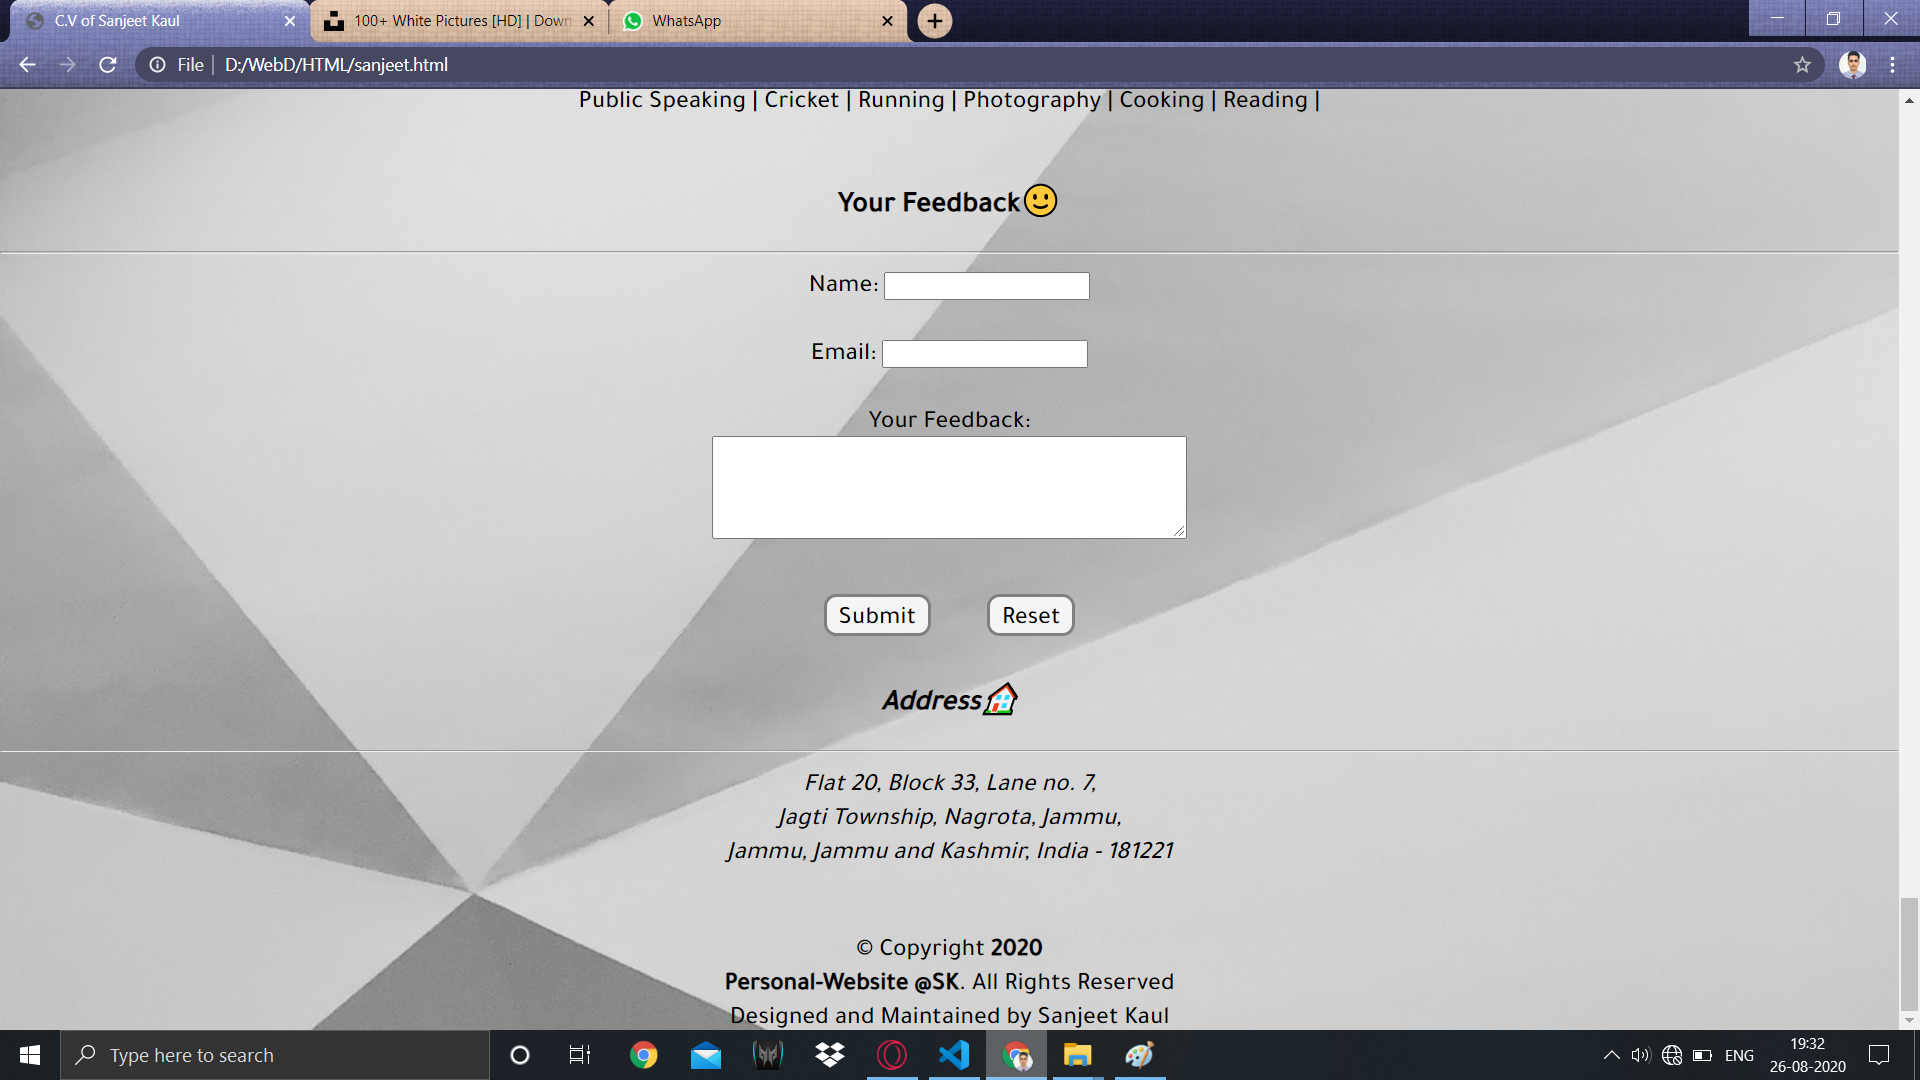 C.V of Sanjeet Kaul
100+ White Pictures [HD] | Down
WhatsApp
File | D:/WebD/HTML/sanjeet.html
Public Speaking | Cricket | Running | Photography | Cooking | Reading |
Your Feedback🙂
Name:
Email:
Your Feedback:
Submit Reset
Address🏠
Flat 20, Block 33, Lane no. 7,
Jagti Township, Nagrota, Jammu,
Jammu, Jammu and Kashmir, India - 181221
© Copyright 2020
Personal-Website @SK. All Rights Reserved
Designed and Maintained by Sanjeet Kaul
Type here to search
ENG
19:32
26-08-2020